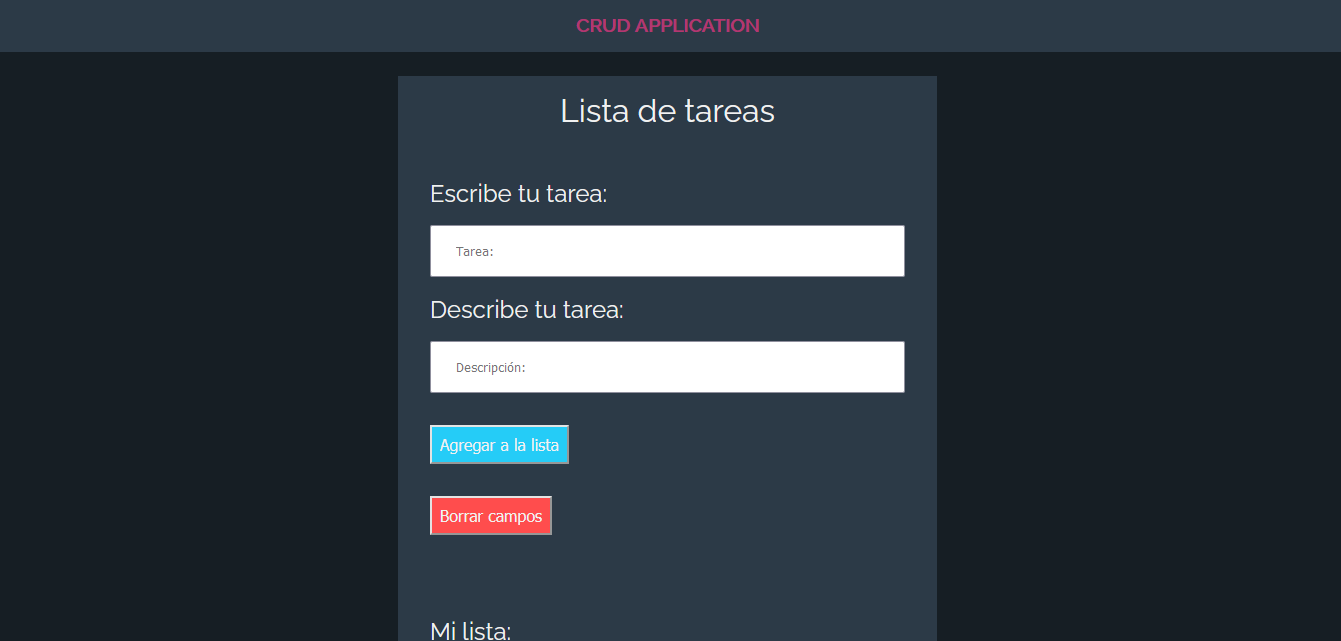 CRUD APPLICATION
Lista de tareas
Escribe tu tarea:
Tarea:
Describe tu tarea:
Descripción:
Agregar a la lista
Borrar campos
Mi lista: